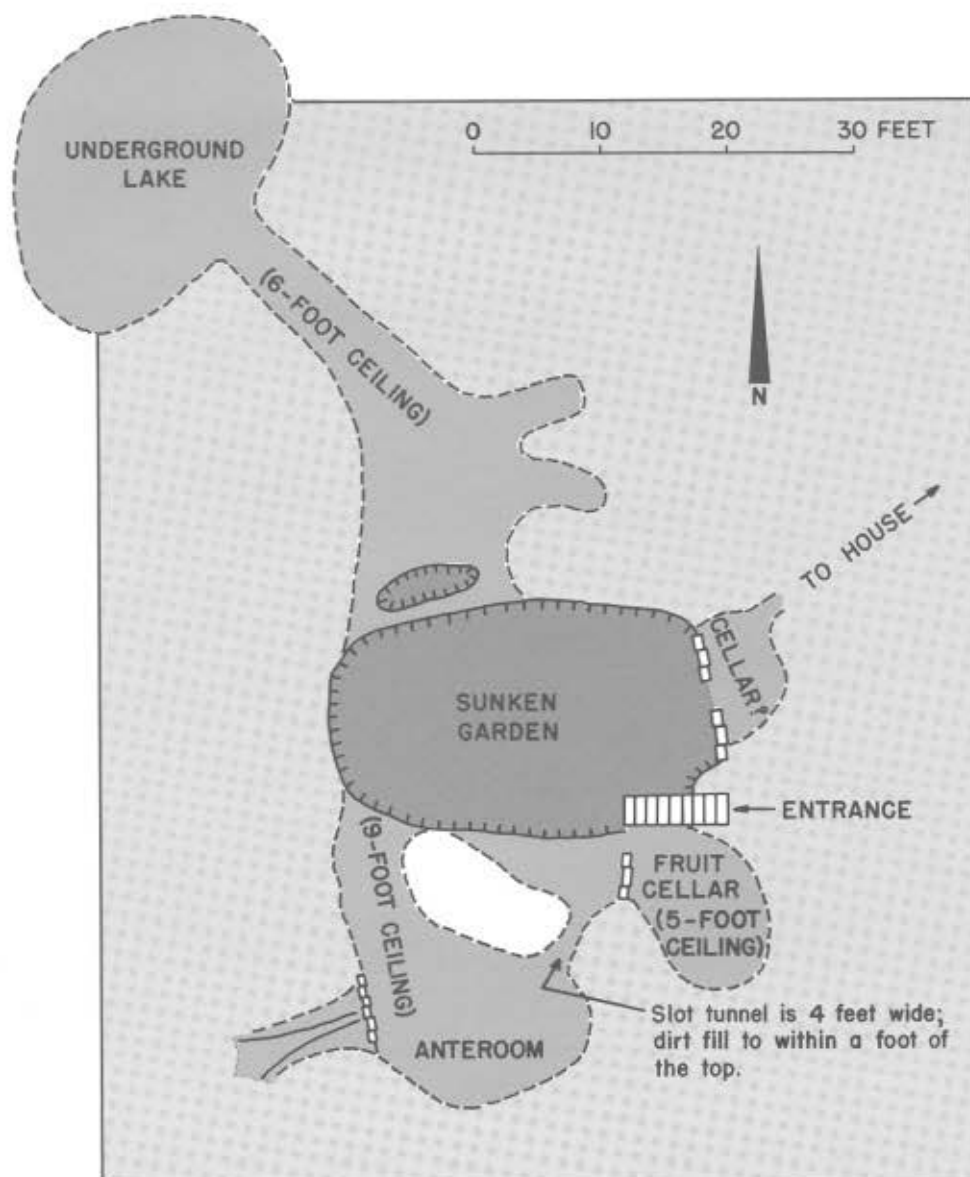 0 10 20 30 FEET
UNDERGROUND
LAKE
(6-FOOT CEILING)
N
TO HOUSE
CELLAR?
SUNKEN
GARDEN
ENTRANCE
(9-FOOT CEILING)
FRUIT
CELLAR
(5-FOOT
CEILING)
Slot tunnel is 4 feet wide;
dirt fill to within a foot of
the top.
ANTEROOM